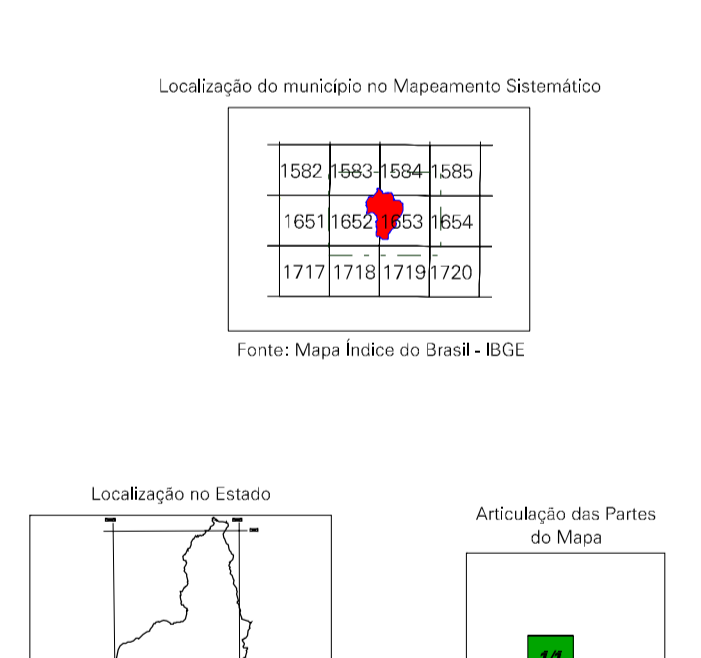 Localização do município no Mapeamento Sistemático
1582 1583 1584 1585
1651 1652 1653 1654
1717 1718 1719 1720
Fonte: Mapa Índice do Brasil - IBGE
Localização no Estado
Articulação das Partes
do Mapa
1/1